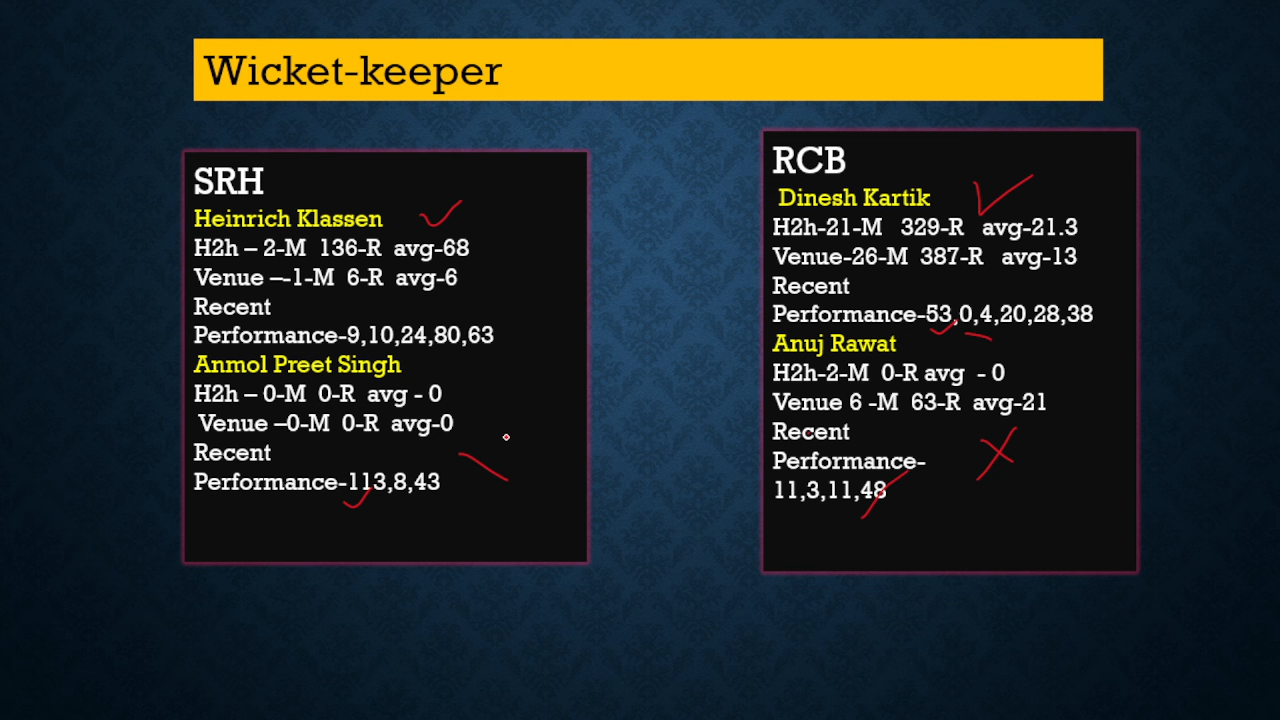 Wicket-keeper
SRH
Heinrich Klassen
H2h – 2-M 136-R avg-68
Venue –-1-M 6-R avg-6
Recent
Performance-9,10,24,80,63
Anmol Preet Singh
H2h – 0-M 0-R avg - 0
Venue –0-M 0-R avg-0
Recent
Performance-113,8,43
RCB
Dinesh Kartik
H2h-21-M 329-R avg-21.3
Venue-26-M 387-R avg-13
Recent
Performance-53,0,4,20,28,38
Anuj Rawat
H2h-2-M 0-R avg - 0
Venue 6 -M 63-R avg-21
Recent
Performance-
11,3,11,48